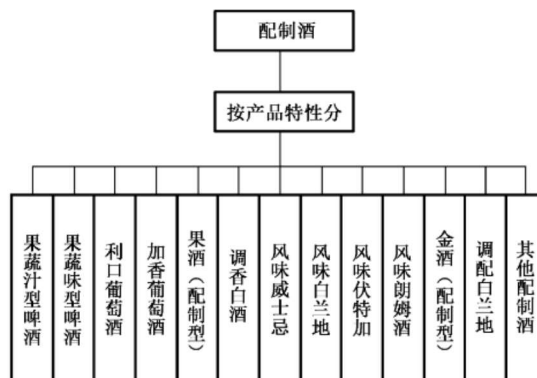 配制酒
按产品特性分
果蔬汁型啤酒
果蔬味型啤酒
利口葡萄酒
加香葡萄酒
果酒（配制型）
调香白酒
风味威士忌
风味白兰地
风味伏特加
风味朗姆酒
金酒（配制型）
调配白兰地
其他配制酒